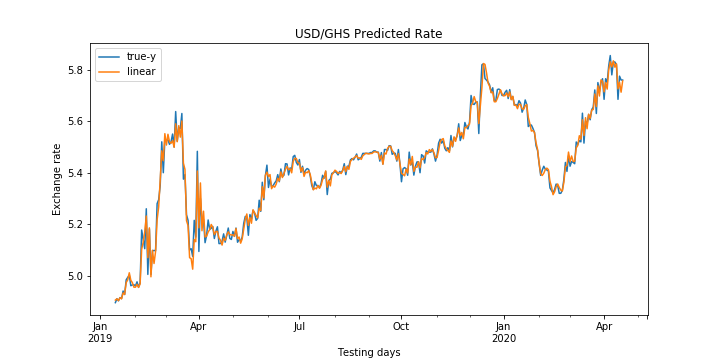 USD/GHS Predicted Rate
true-y
linear
Exchange rate
5.8
5.6
5.4
5.2
5.0
Jan Apr Jul Oct Jan Apr
2019 2020
Testing days